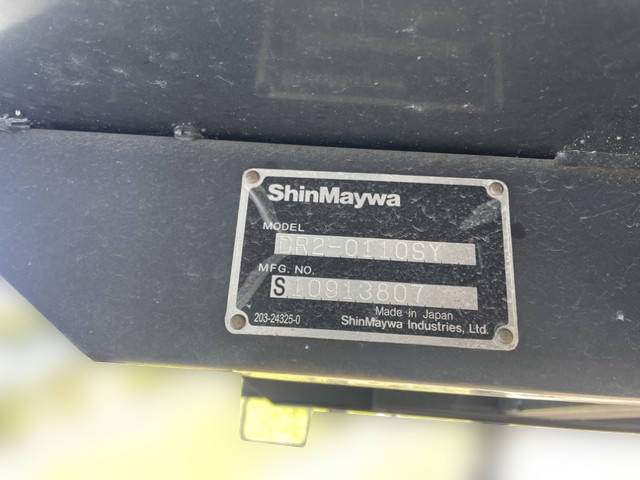 ShinMaywa
MODEL
DR2-0110SY
MFG. NO.
S10913807
Made in Japan
203-24325-0
ShinMaywa Industries, Ltd.